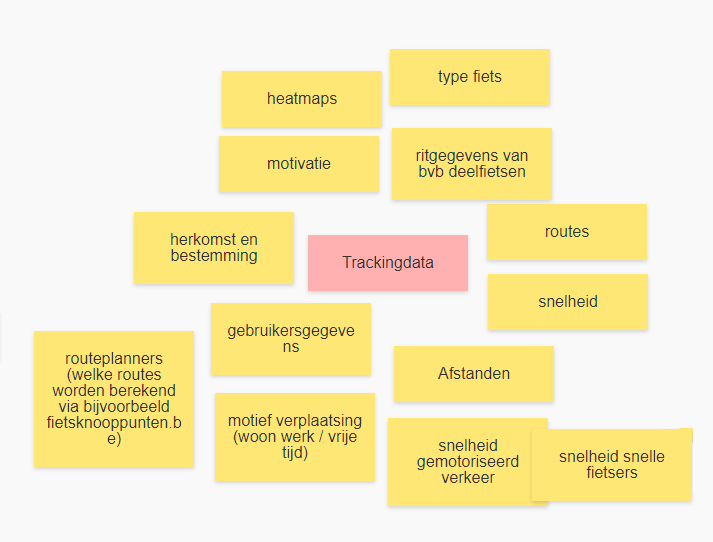 heatmaps
type fiets
motivatie
ritgegevens van
bvb deelfietsen
herkomst en
bestemming
Trackingdata
routes
snelheid
gebruikersgegeve
ns
routeplanners
(welke routes
worden berekend
via bijvoorbeeld
fietsknooppunten.b
e)
Afstanden
motief verplaatsing
(woon werk / vrije
tijd)
snelheid
gemotoriseerd
verkeer
snelheid snelle
fietsers